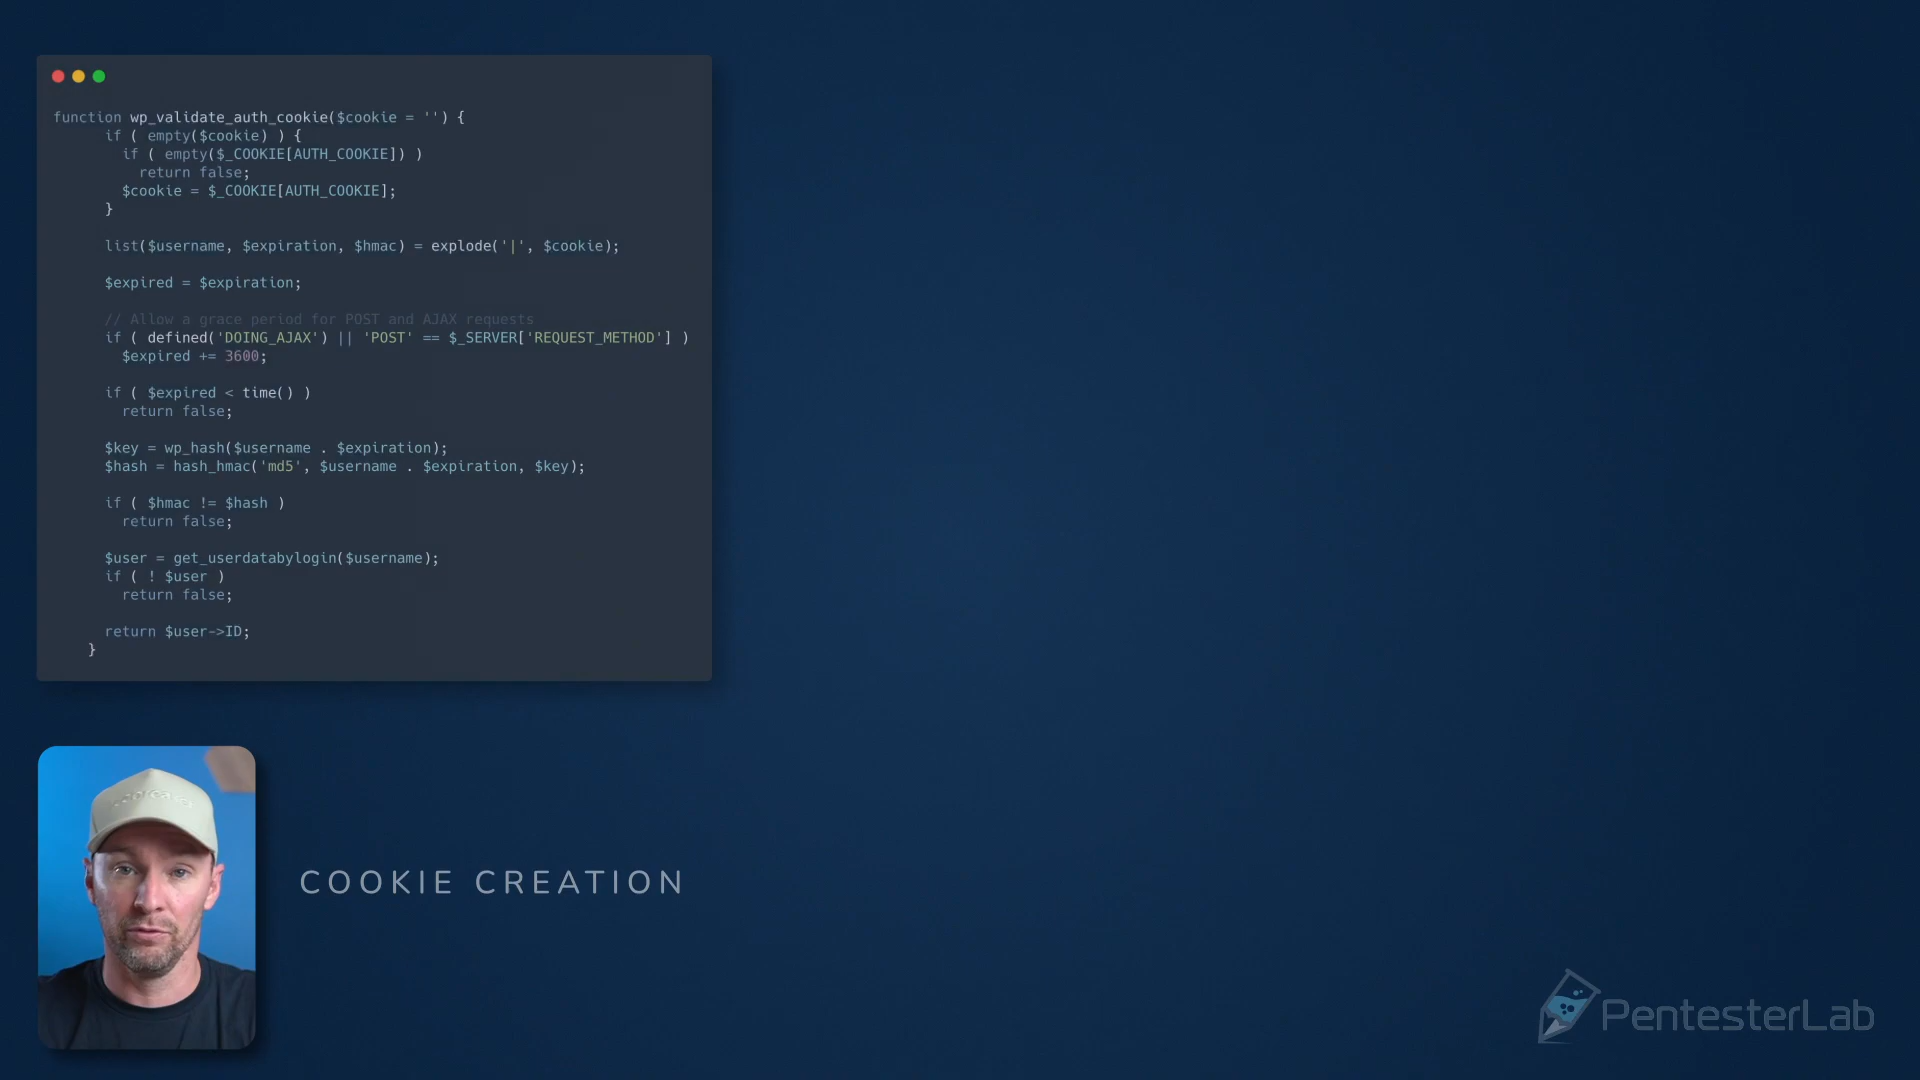 function wp_validate_auth_cookie($cookie = '') {
if ( empty($cookie) ) {
if ( empty($_COOKIE[AUTH_COOKIE]) )
return false;
$cookie = $_COOKIE[AUTH_COOKIE];
}
list($username, $expiration, $hmac) = explode('|', $cookie);
$expired = $expiration;
// Allow a grace period for POST and AJAX requests
if ( defined('DOING_AJAX') || 'POST' == $_SERVER['REQUEST_METHOD'] )
$expired += 3600;
if ( $expired < time() )
return false;
$key = wp_hash($username . $expiration);
$hash = hash_hmac('md5', $username . $expiration, $key);
if ( $hmac != $hash )
return false;
$user = get_userdatabylogin($username);
if ( ! $user )
return false;
return $user->ID;
}
COOKIE CREATION
PentesterLab